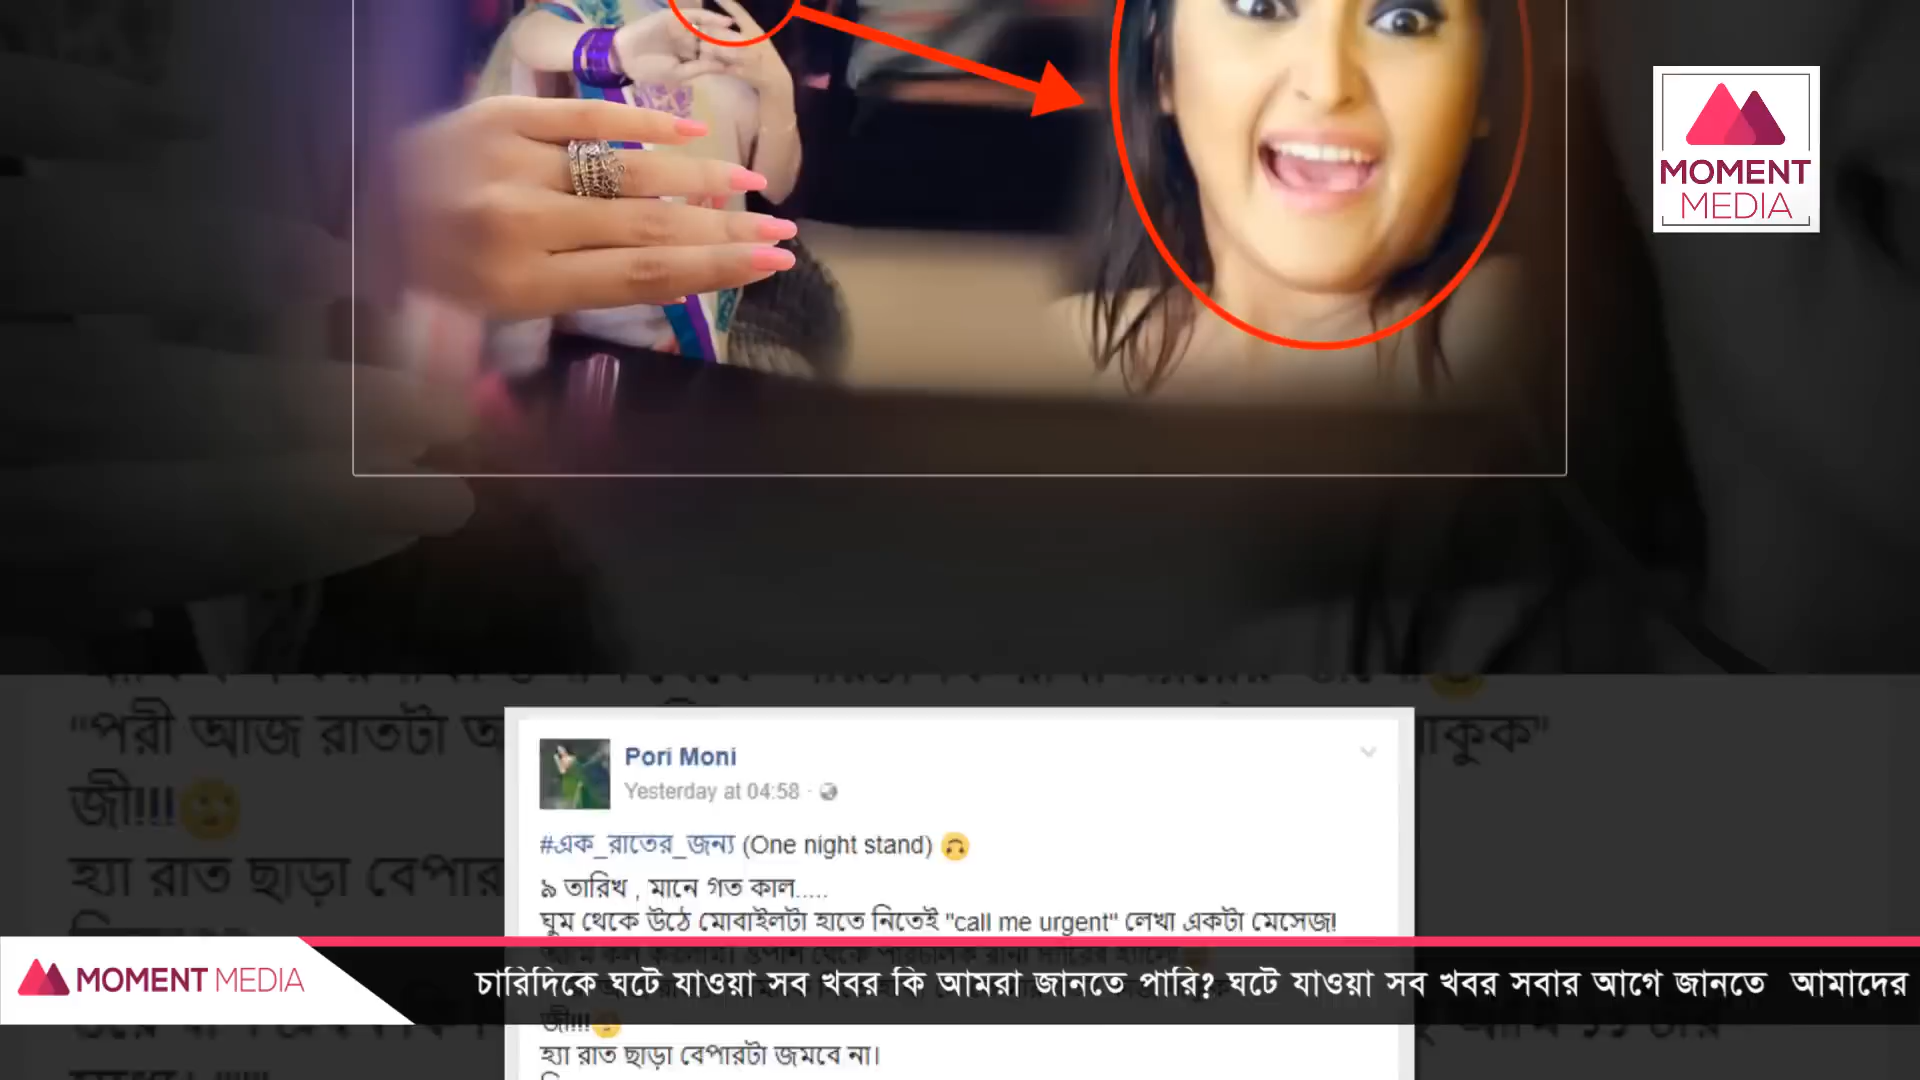 MOMENT
MEDIA
"পরী আজ রাতটা
জী!!!
হ্যা রাত ছাড়া বেপার
Pori Moni
Yesterday at 04:58
#এক_রাতের_জন্য (One night stand)
৯ তারিখ , মানে গত কাল.....
ঘুম থেকে উঠে মোবাইলটা হাতে নিতেই "call me urgent" লেখা একটা মেসেজ!
MOMENT MEDIA
চারিদিকে ঘটে যাওয়া সব খবর কি আমরা জানতে পারি? ঘটে যাওয়া সব খবর সবার আগে জানতে আমাদের
জী!!!
হ্যা রাত ছাড়া বেপারটা জমবে না।